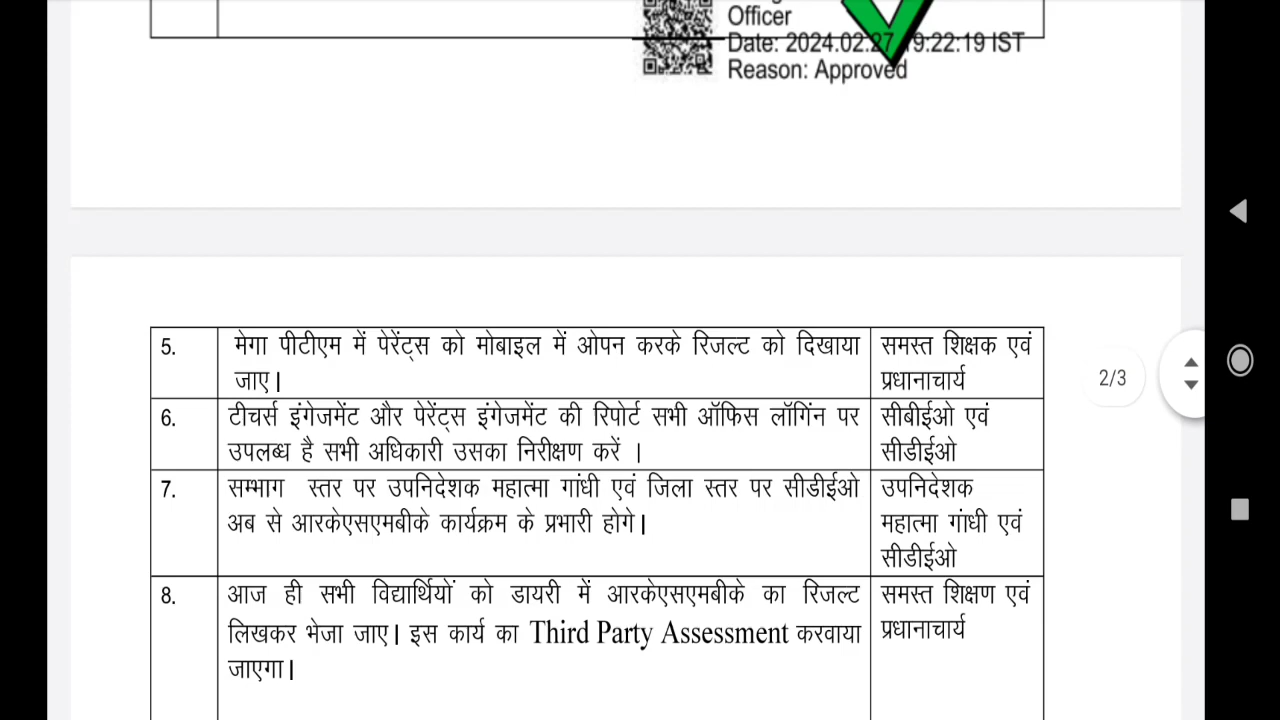 Officer
Date: 2024.02.27 19:22:19 IST
Reason: Approved
5.
मेगा पीटीएम में पेरेंट्स को मोबाइल में ओपन करके रिजल्ट को दिखाया
जाए।
समस्त शिक्षक एवं
प्रधानाचार्य
2/3
6.
टीचर्स इंगेजमेंट और पेरेंट्स इंगेजमेंट की रिपोर्ट सभी ऑफिस लॉगिंन पर
उपलब्ध है सभी अधिकारी उसका निरीक्षण करें ।
सीबीईओ एवं
सीडीईओ
7.
सम्भाग स्तर पर उपनिदेशक महात्मा गांधी एवं जिला स्तर पर सीडीईओ
अब से आरकेएसएमबीके कार्यक्रम के प्रभारी होगे।
उपनिदेशक
महात्मा गांधी एवं
सीडीईओ
8.
आज ही सभी विद्यार्थियों को डायरी में आरकेएसएमबीके का रिजल्ट
लिखकर भेजा जाए। इस कार्य का Third Party Assessment करवाया
जाएगा।
समस्त शिक्षण एवं
प्रधानाचार्य